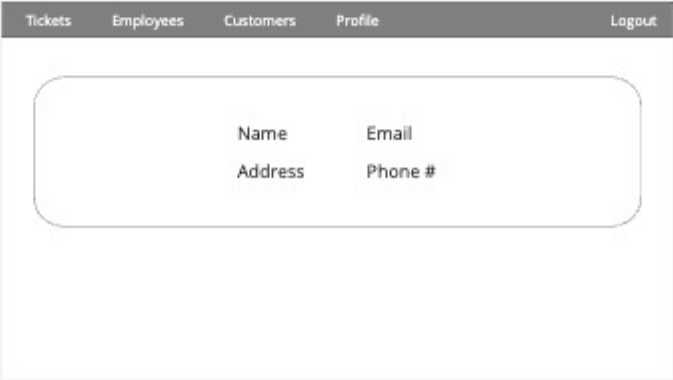 Tickets Employees Customers Profile Logout
Name Email
Address Phone #